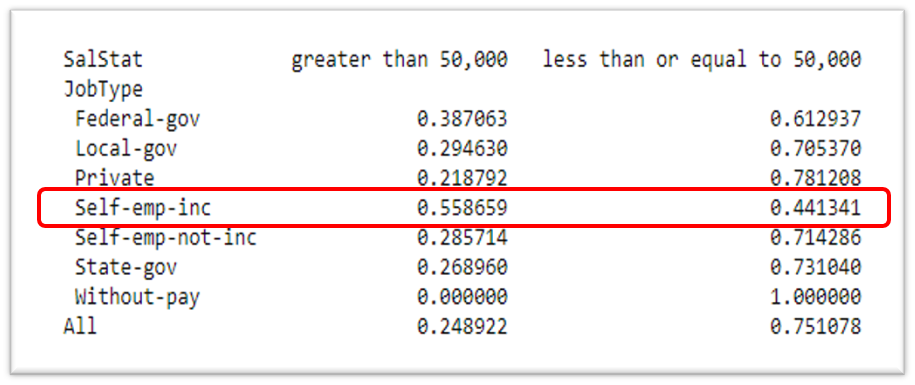 SalStat greater than 50,000 less than or equal to 50,000
JobType
Federal-gov 0.387063 0.612937
Local-gov 0.294630 0.705370
Private 0.218792 0.781208
Self-emp-inc 0.558659 0.441341
Self-emp-not-inc 0.285714 0.714286
State-gov 0.268960 0.731040
Without-pay 0.000000 1.000000
All 0.248922 0.751078